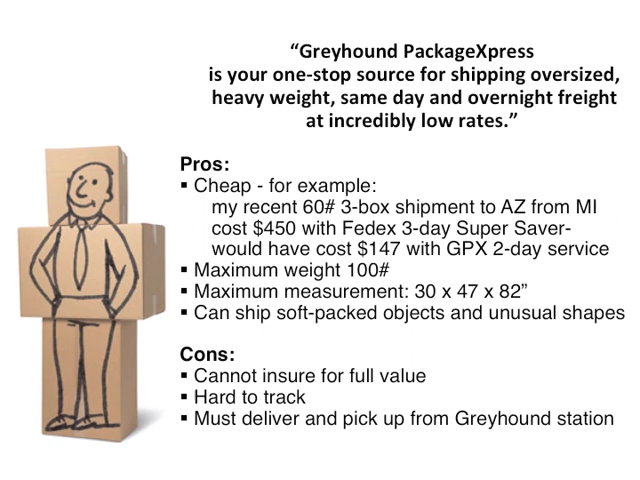 “Greyhound PackageXpress
is your one-stop source for shipping oversized,
heavy weight, same day and overnight freight
at incredibly low rates.”
Pros:
▪ Cheap - for example:
my recent 60# 3-box shipment to AZ from MI
cost $450 with Fedex 3-day Super Saver-
would have cost $147 with GPX 2-day service
▪ Maximum weight 100#
▪ Maximum measurement: 30 x 47 x 82”
▪ Can ship soft-packed objects and unusual shapes
Cons:
▪ Cannot insure for full value
▪ Hard to track
▪ Must deliver and pick up from Greyhound station